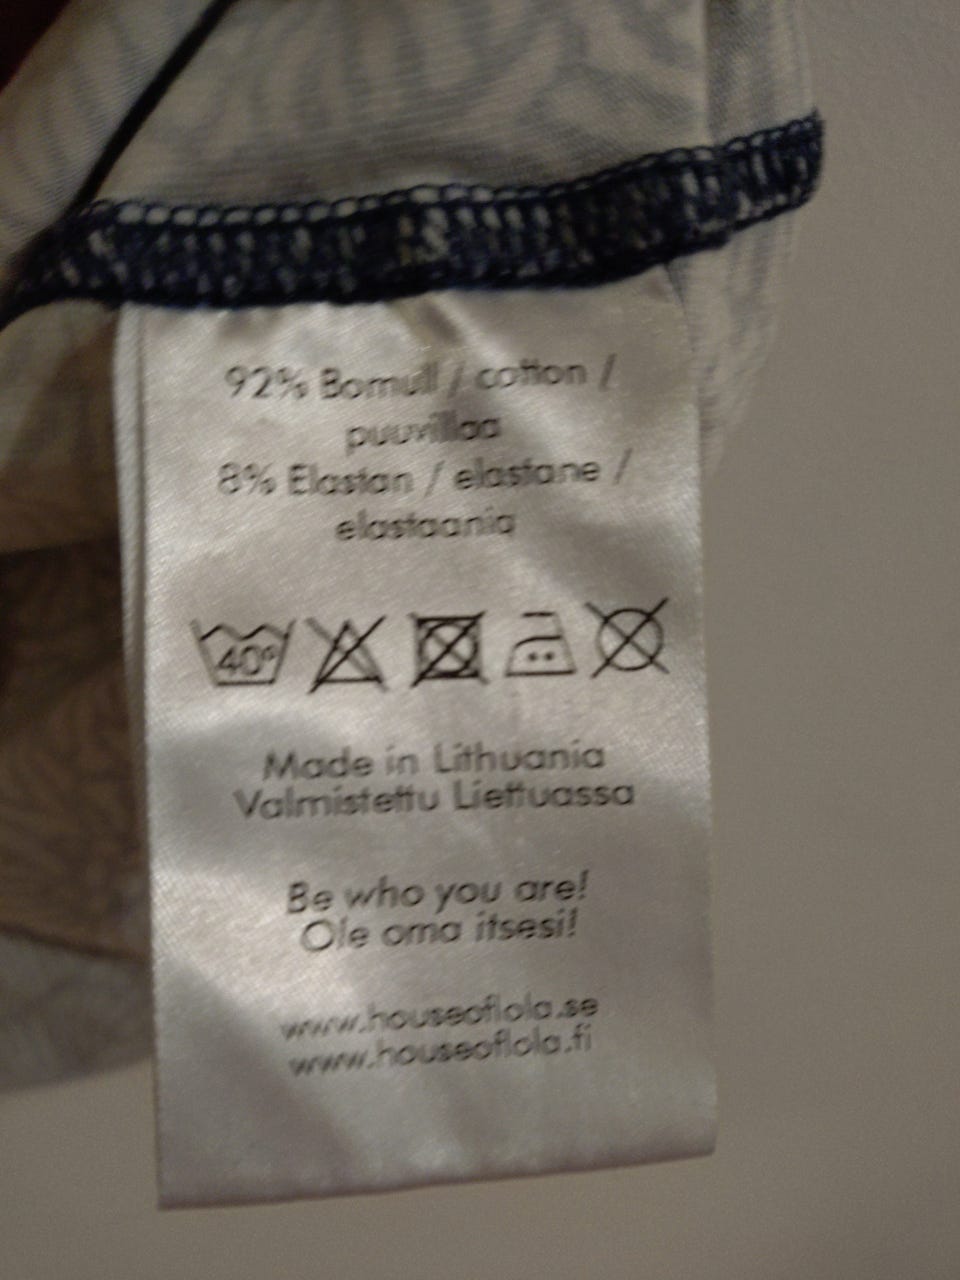 92% Bomull / cotton /
puuvillaa
8% Elastan / elastane /
elastaania
40°
Made in Lithuania
Valmistettu Liettuassa
Be who you are!
Ole oma itsesi!
www.houseoflola.se
www.houseoflola.fi